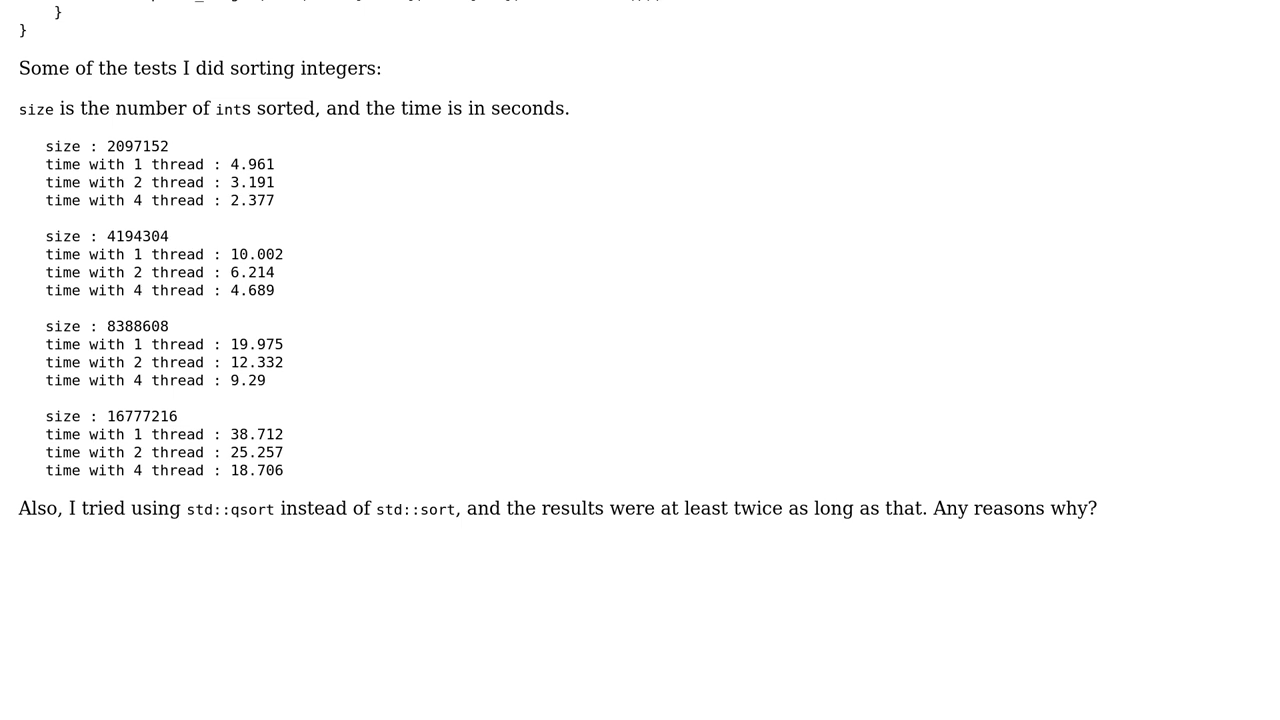 }
}
Some of the tests I did sorting integers:
size is the number of ints sorted, and the time is in seconds.
size : 2097152
time with 1 thread : 4.961
time with 2 thread : 3.191
time with 4 thread : 2.377
size : 4194304
time with 1 thread : 10.002
time with 2 thread : 6.214
time with 4 thread : 4.689
size : 8388608
time with 1 thread : 19.975
time with 2 thread : 12.332
time with 4 thread : 9.29
size : 16777216
time with 1 thread : 38.712
time with 2 thread : 25.257
time with 4 thread : 18.706
Also, I tried using std::qsort instead of std::sort, and the results were at least twice as long as that. Any reasons why?